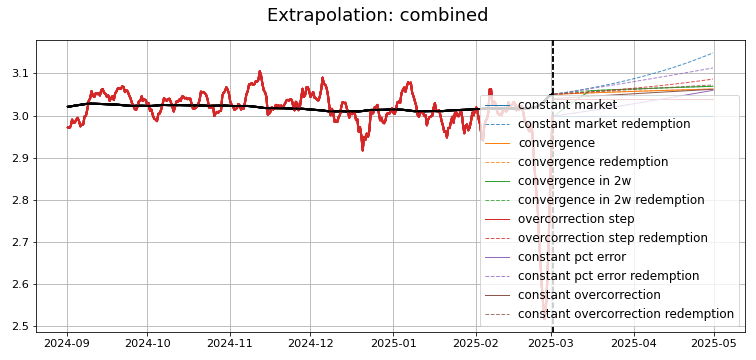 Extrapolation: combined
3.1
3.0
2.9
2.8
2.7
2.6
2.5
constant market
constant market redemption
convergence
convergence redemption
convergence in 2w
convergence in 2w redemption
overcorrection step
overcorrection step redemption
constant pct error
constant pct error redemption
constant overcorrection
constant overcorrection redemption
2024-09 2024-10 2024-11 2024-12 2025-01 2025-02 2025-03 2025-04 2025-05